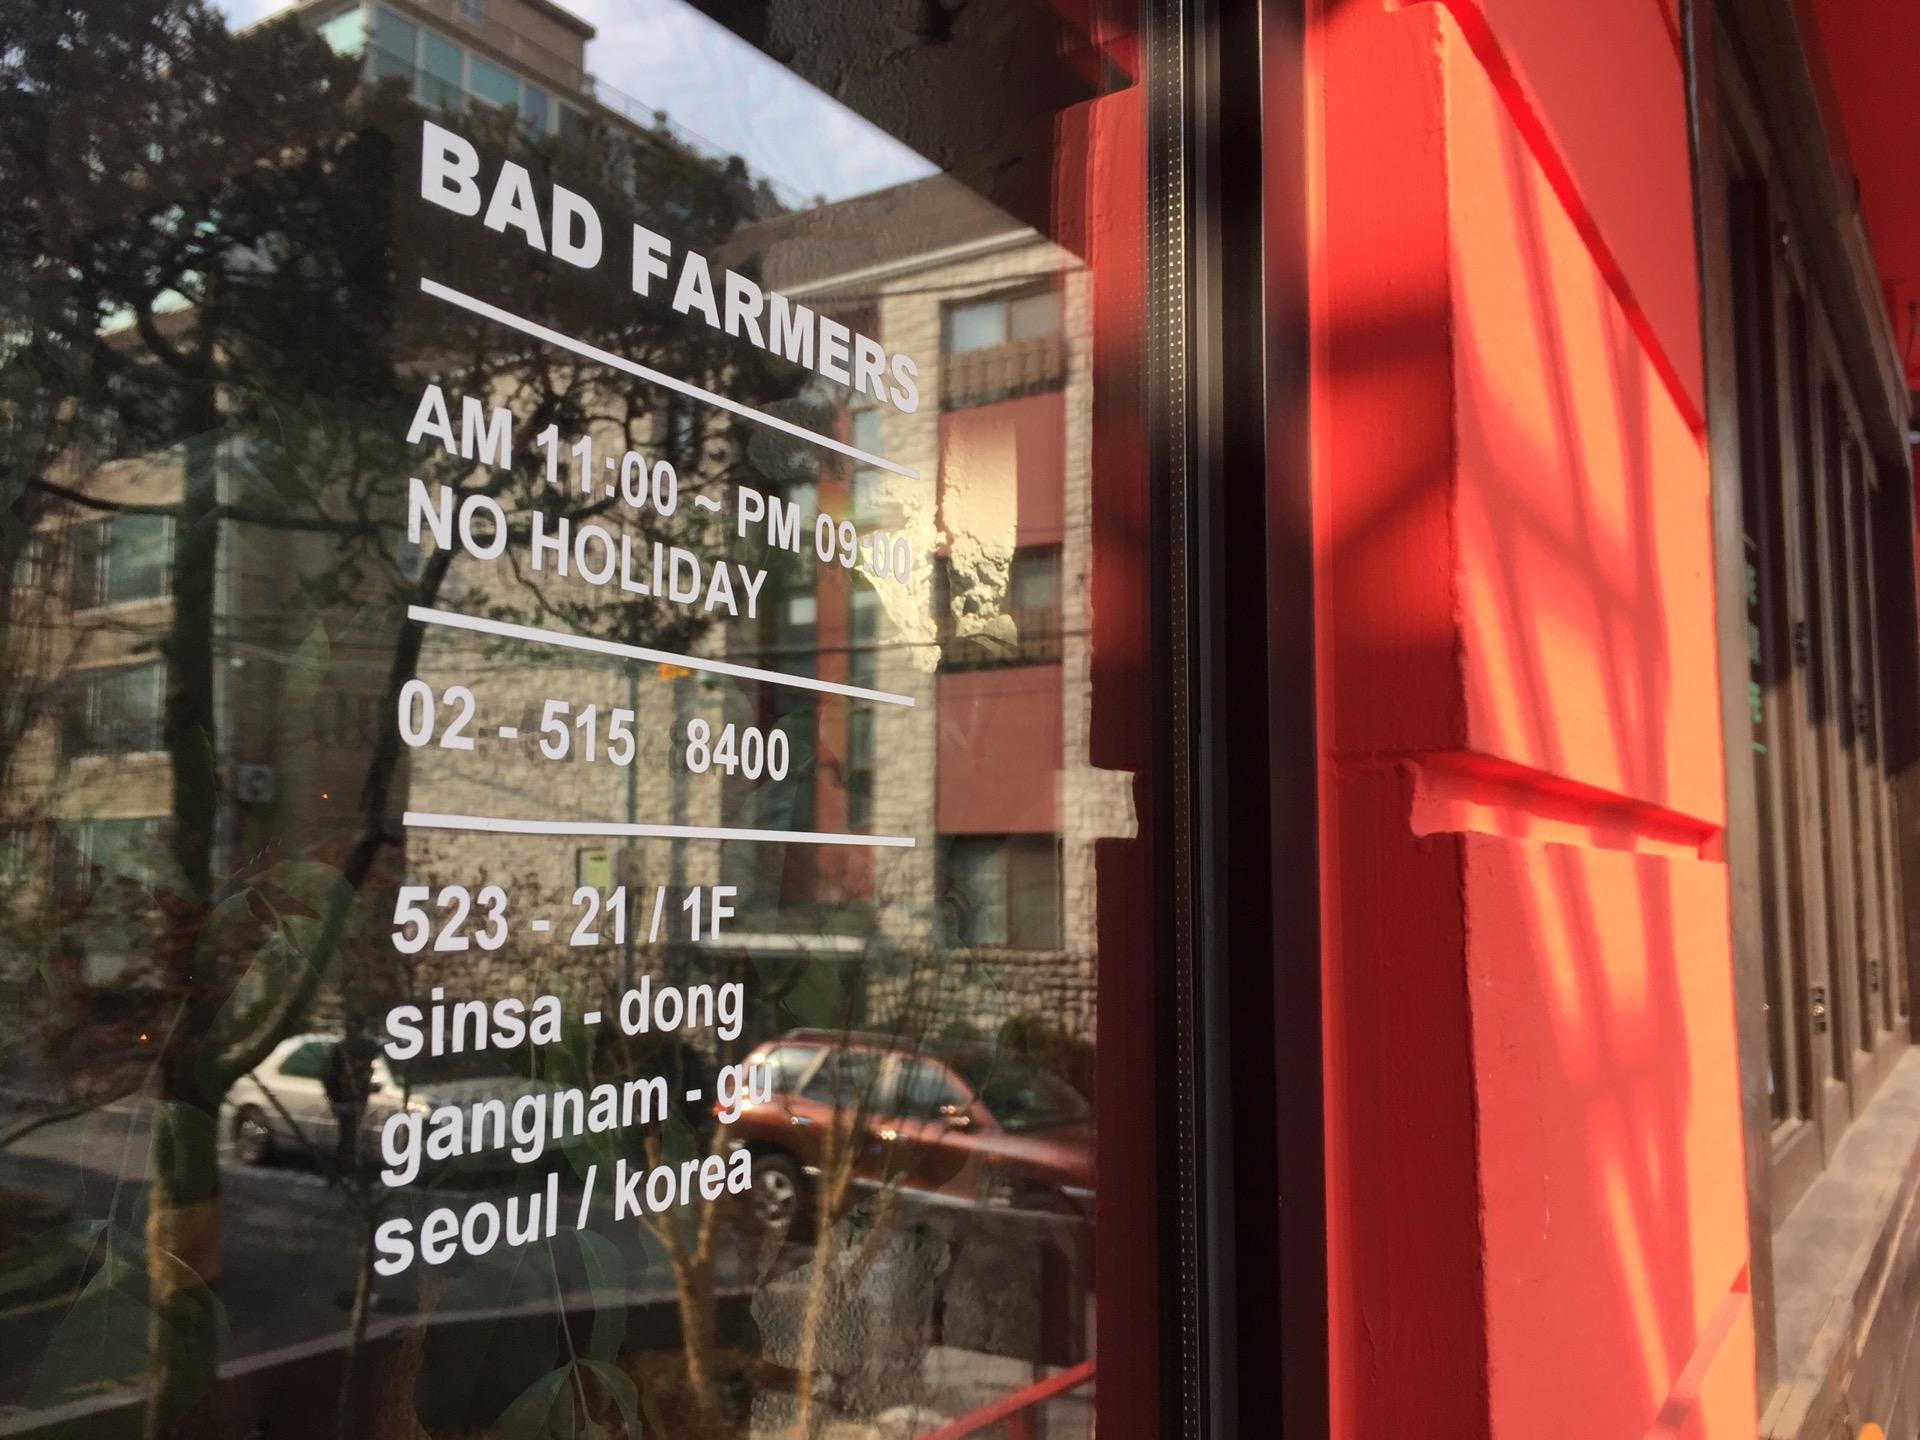 BAD FARMERS
AM 11:00 ~ PM 09:00
NO HOLIDAY
02 - 515 8400
523 - 21 / 1F
sinsa - dong
gangnam - gu
seoul / korea